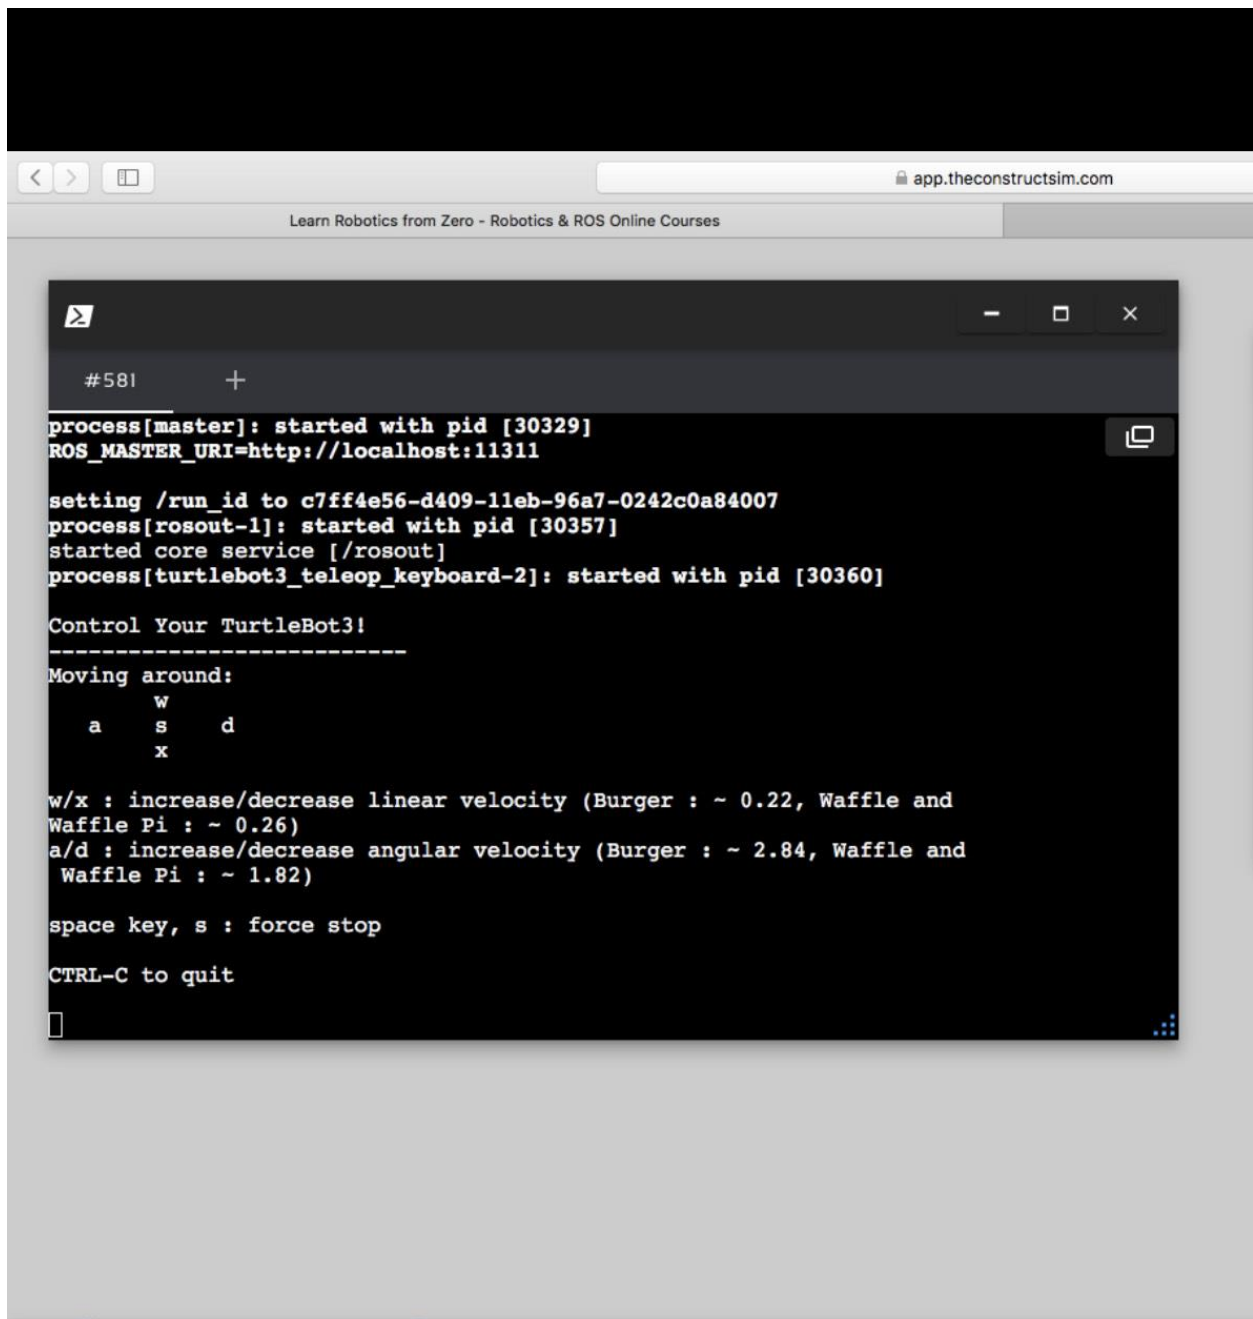 app.theconstructsim.com
Learn Robotics from Zero - Robotics & ROS Online Courses
#581 +
process[master]: started with pid [30329]
ROS_MASTER_URI=http://localhost:11311
setting /run_id to c7ff4e56-d409-11eb-96a7-0242c0a84007
process[rosout-1]: started with pid [30357]
started core service [/rosout]
process[turtlebot3_teleop_keyboard-2]: started with pid [30360]
Control Your TurtleBot3!
---------------------------
Moving around:
w
a s d
x
w/x : increase/decrease linear velocity (Burger : ~ 0.22, Waffle and
Waffle Pi : ~ 0.26)
a/d : increase/decrease angular velocity (Burger : ~ 2.84, Waffle and
Waffle Pi : ~ 1.82)
space key, s : force stop
CTRL-C to quit